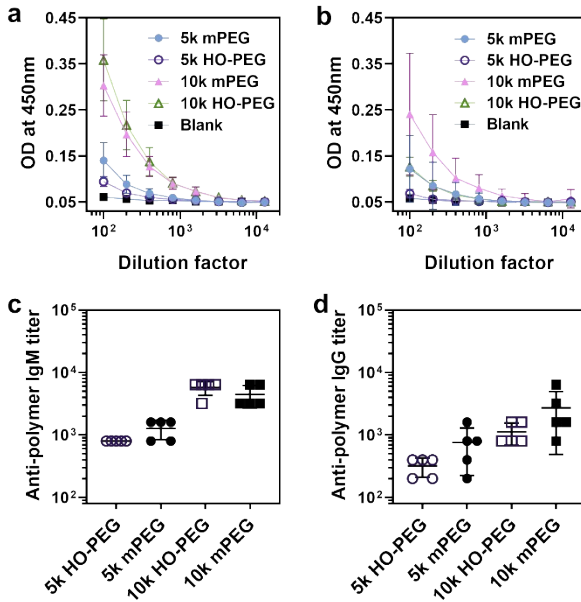 a
0.45
0.35
0.25
0.15
0.05
OD at 450nm
5k mPEG
5k HO-PEG
10k mPEG
10k HO-PEG
Blank
10²
10³
10⁴
Dilution factor
b
0.45
0.35
0.25
0.15
0.05
OD at 450nm
5k mPEG
5k HO-PEG
10k mPEG
10k HO-PEG
Blank
10²
10³
10⁴
Dilution factor
c
10⁵
10⁴
10³
10²
Anti-polymer IgM titer
5k HO-PEG
5k mPEG
10k HO-PEG
10k mPEG
d
10⁵
10⁴
10³
10²
Anti-polymer IgG titer
5k HO-PEG
5k mPEG
10k HO-PEG
10k mPEG